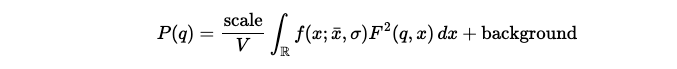 P(q) = scale/V ∫_ℝ f(x; x̄, σ)F²(q, x) dx + background